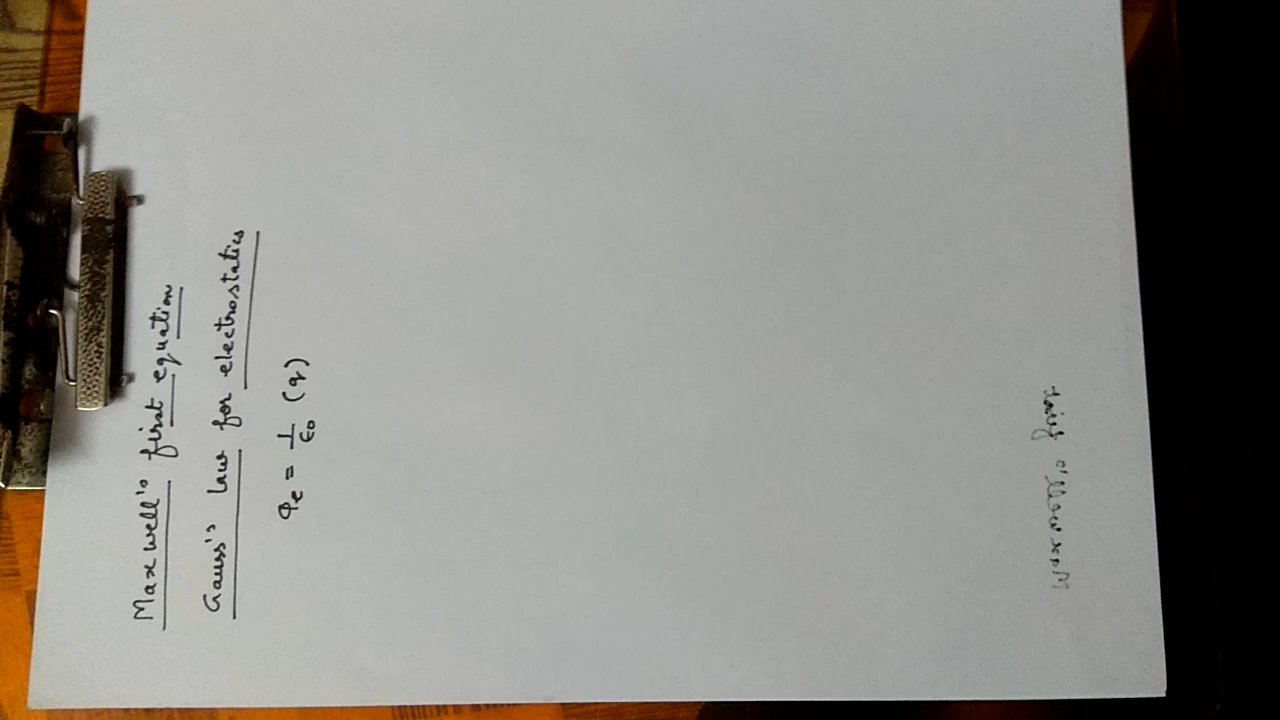 Maxwell's first equation
Gauss's law for electrostatics
Φe = 1/ε0 (q)
Maxwell's first